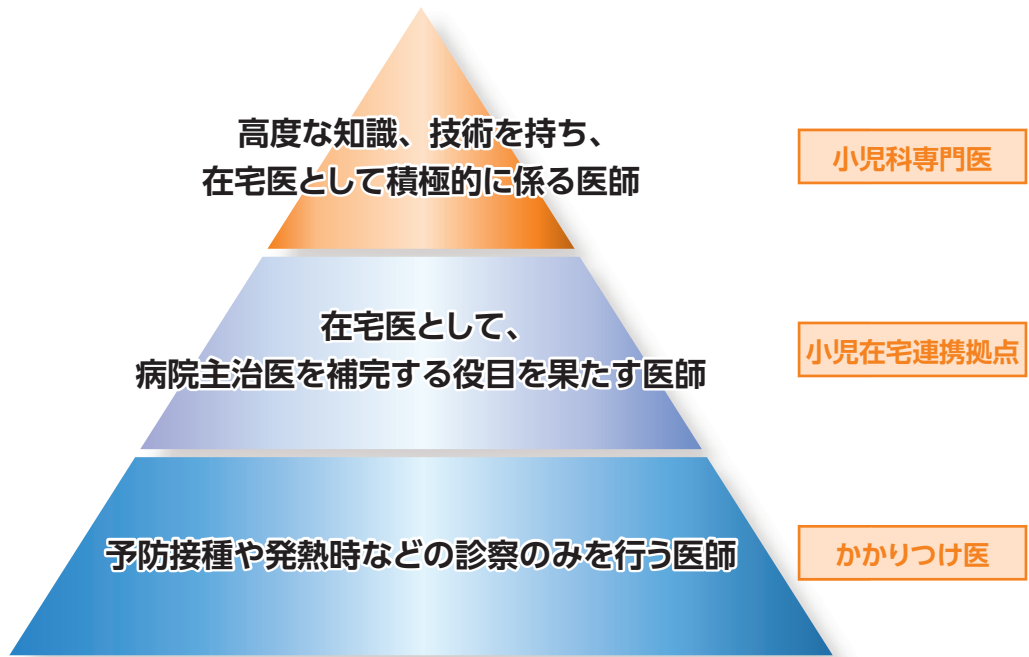 高度な知識、技術を持ち、
在宅医として積極的に係る医師
小児科専門医
在宅医として、
病院主治医を補完する役目を果たす医師
小児在宅連携拠点
予防接種や発熱時などの診察のみを行う医師
かかりつけ医